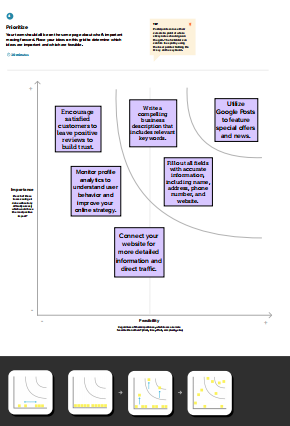 Prioritize
Your team should all be on the same page about what's important
moving forward. Place your ideas on this grid to determine which
ideas are important and which are feasible.
20 minutes
TIP
Encourage
satisfied
customers to
leave positive
reviews to
build trust.
Write a
compelling
business
description that
includes relevant
key words.
Utilize
Google Posts
to feature
special offers
and news.
Monitor profile
analytics to
understand user
behavior and
improve your
online strategy.
Fill out all fields
with accurate
information,
including name,
address, phone
number, and
website.
Connect your
website for
more detailed
information and
direct traffic.
Importance
Feasibility